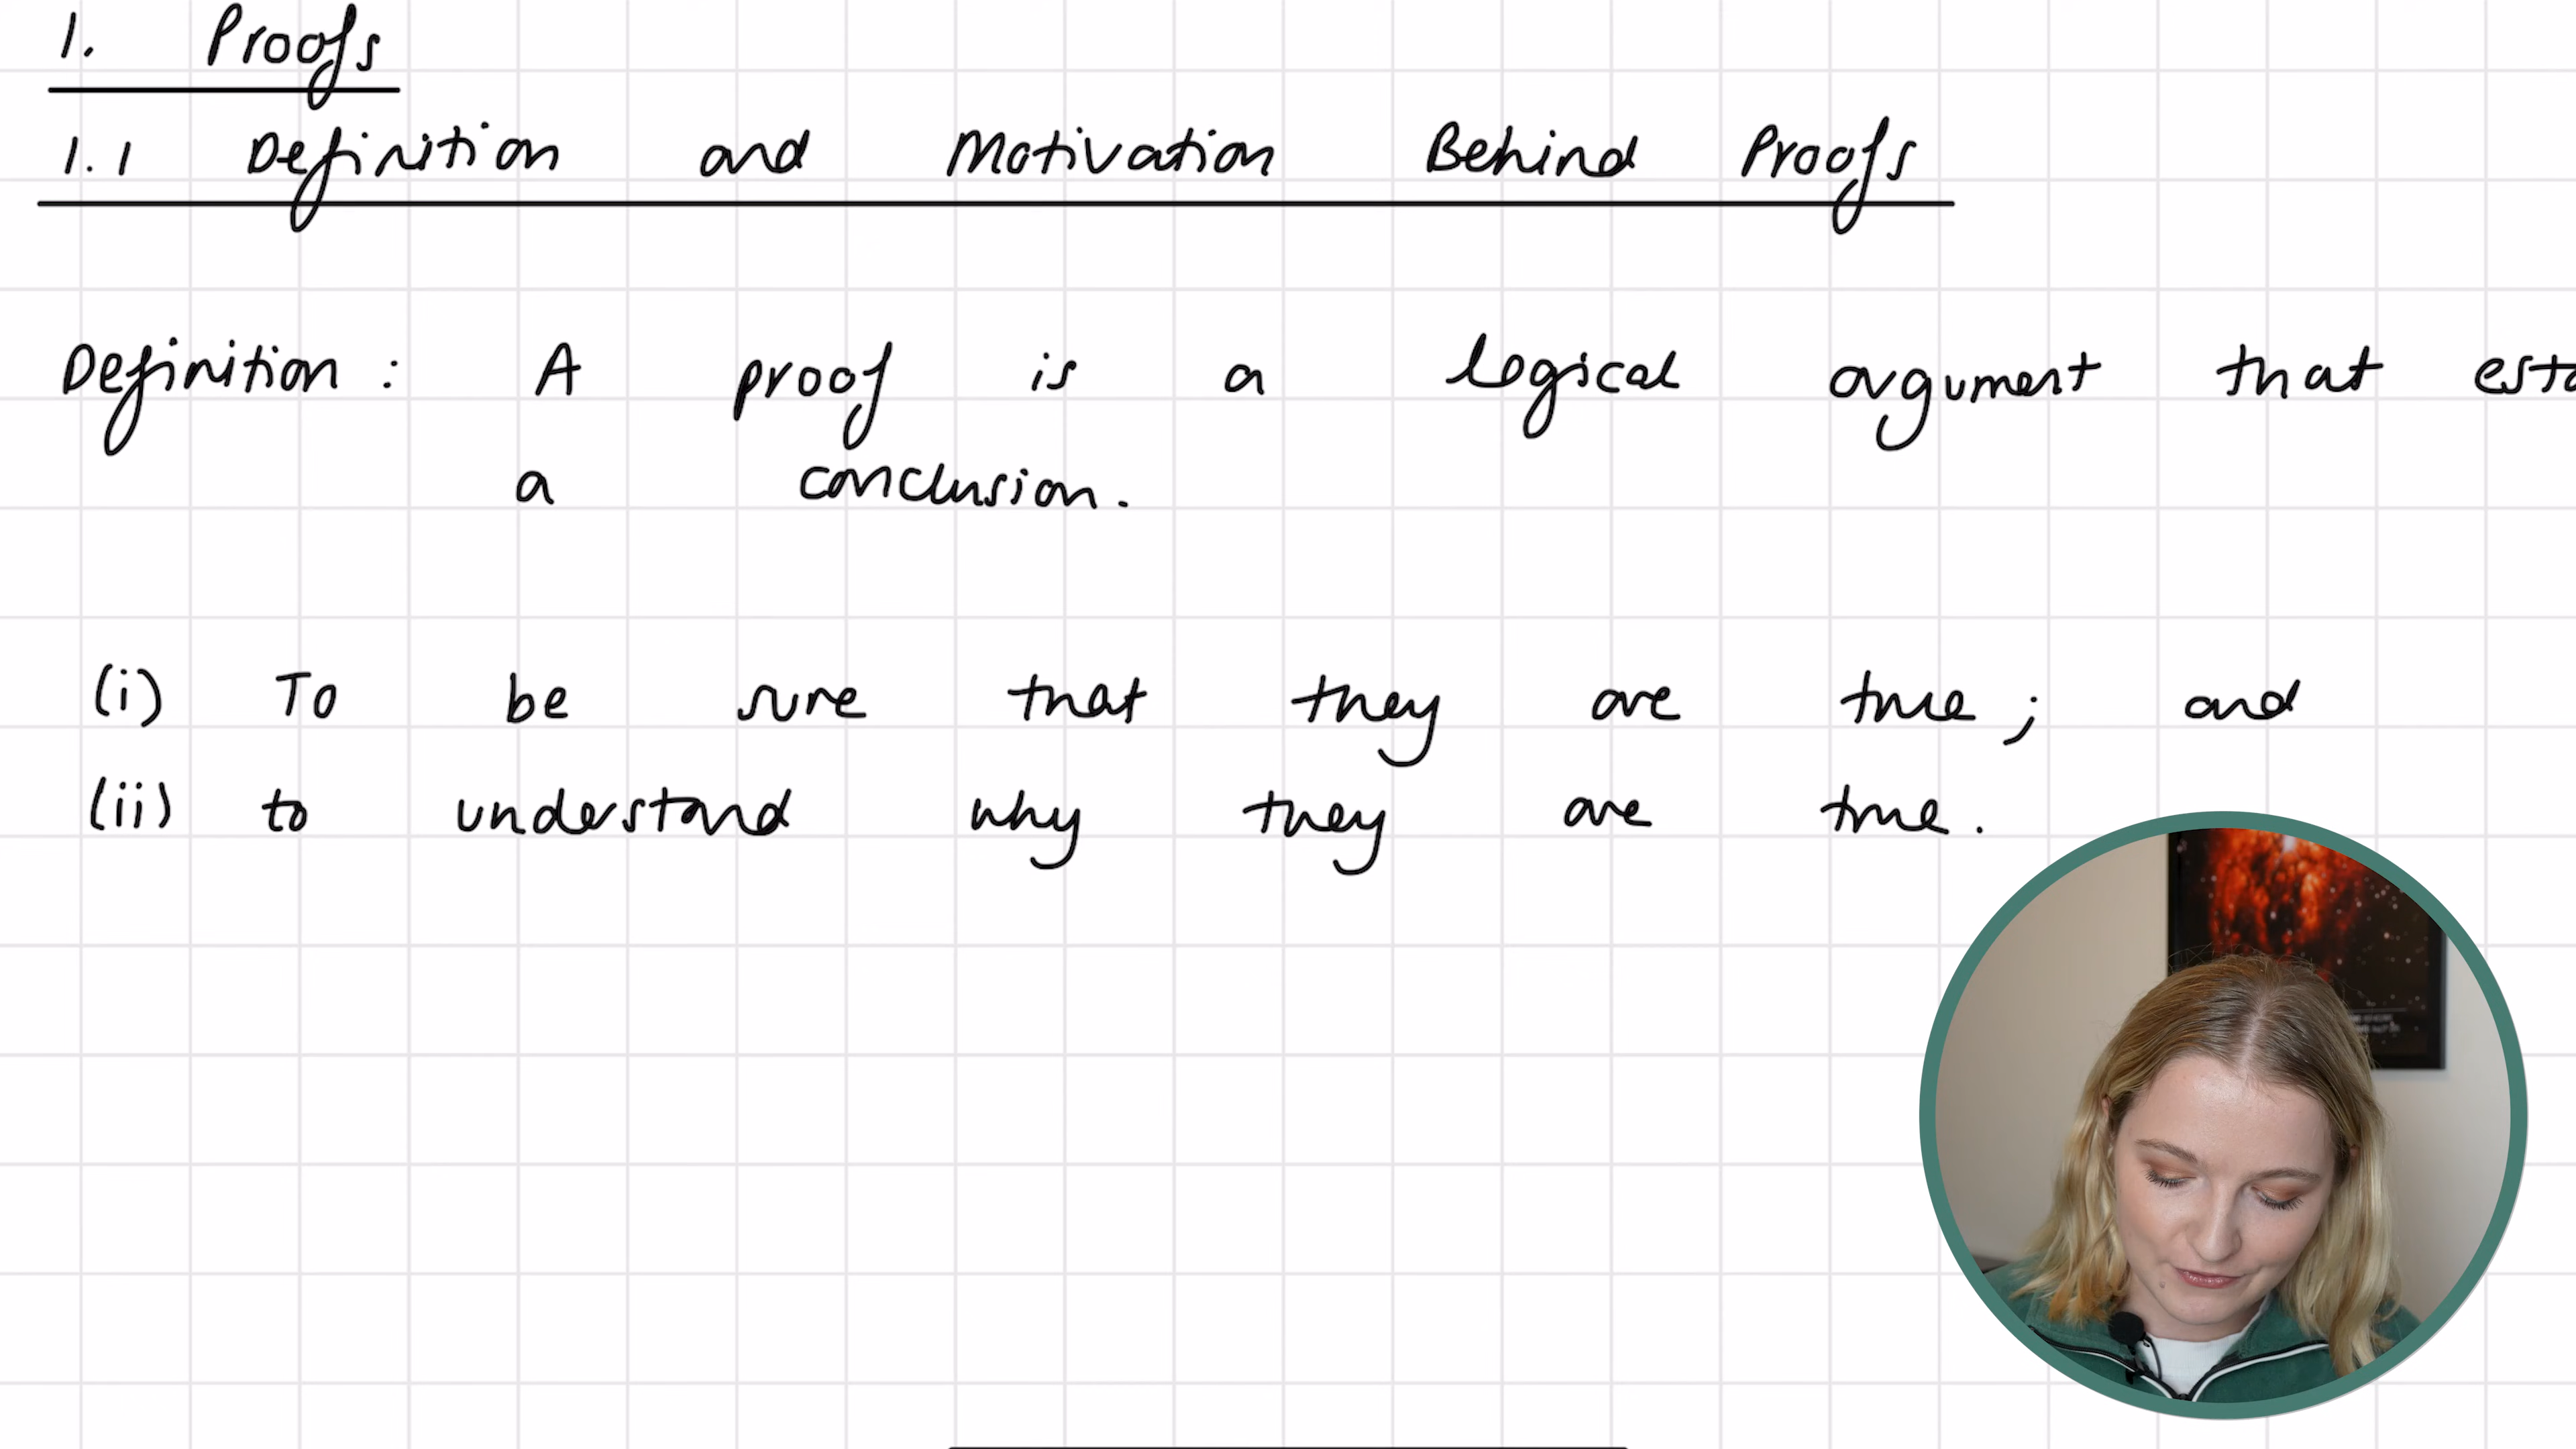 1. Proofs
1.1 Definition and Motivation Behind Proofs
Definition : A proof is a logical argument that
a conclusion.
(i) To be sure that they are true ; and
(ii) to understand why they are true.